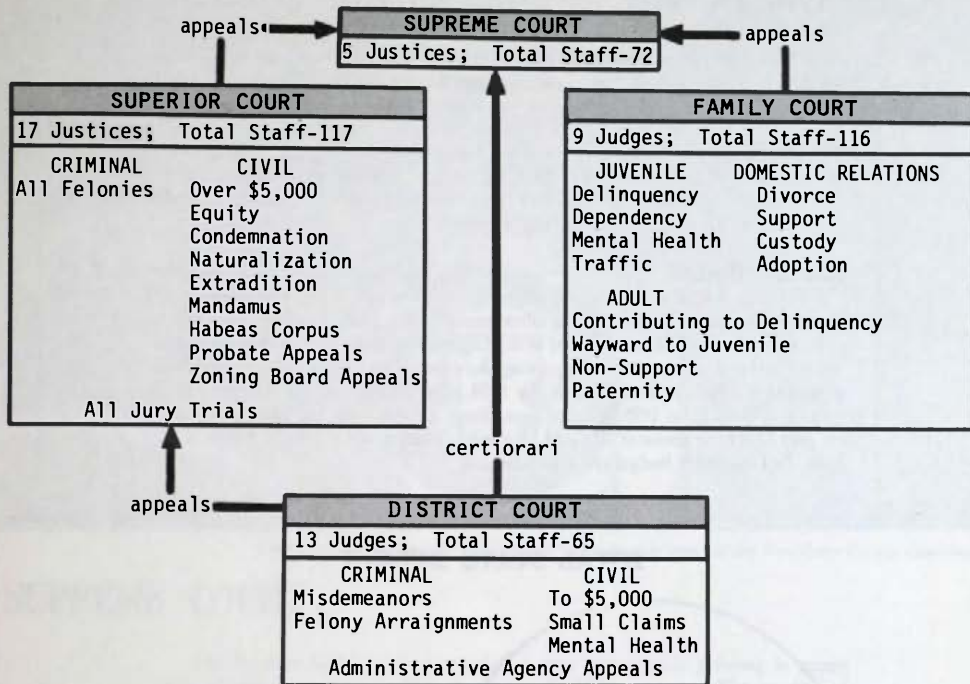 appeals
SUPREME COURT
5 Justices; Total Staff-72
appeals
SUPERIOR COURT
17 Justices; Total Staff-117
CRIMINAL
All Felonies
CIVIL
Over $5,000
Equity
Condemnation
Naturalization
Extradition
Mandamus
Habeas Corpus
Probate Appeals
Zoning Board Appeals
All Jury Trials
FAMILY COURT
9 Judges; Total Staff-116
JUVENILE
Delinquency
Dependency
Mental Health
Traffic
DOMESTIC RELATIONS
Divorce
Support
Custody
Adoption
ADULT
Contributing to Delinquency
Wayward to Juvenile
Non-Support
Paternity
certiorari
appeals
DISTRICT COURT
13 Judges; Total Staff-65
CRIMINAL
Misdemeanors
Felony Arraignments
CIVIL
To $5,000
Small Claims
Mental Health
Administrative Agency Appeals